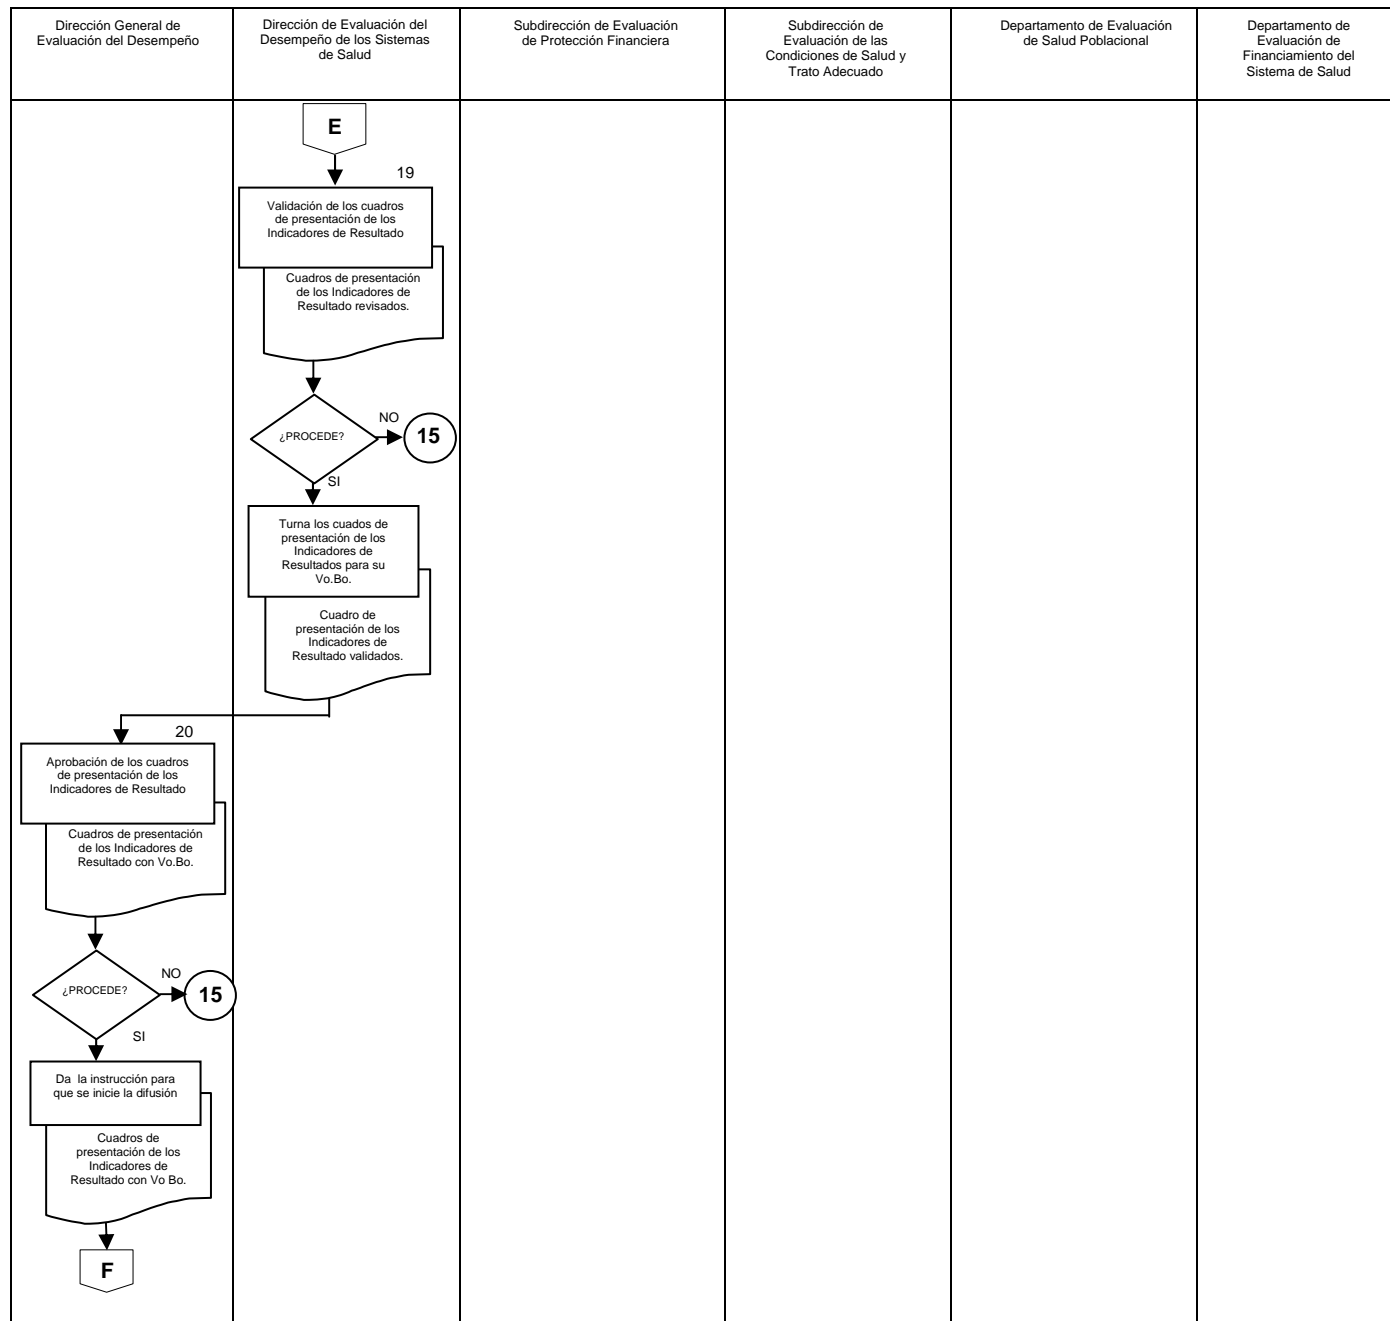 Dirección General de
Evaluación del Desempeño
Dirección de Evaluación del
Desempeño de los Sistemas
de Salud
Subdirección de Evaluación
de Protección Financiera
Subdirección de
Evaluación de las
Condiciones de Salud y
Trato Adecuado
Departamento de Evaluación
de Salud Poblacional
Departamento de
Evaluación de
Financiamiento del
Sistema de Salud
E
19
Validación de los cuadros
de presentación de los
Indicadores de Resultado
Cuadros de presentación
de los Indicadores de
Resultado revisados.
¿PROCEDE?
NO
15
SI
Turna los cuados de
presentación de los
Indicadores de
Resultados para su
Vo.Bo.
Cuadro de
presentación de los
Indicadores de
Resultado validados.
20
Aprobación de los cuadros
de presentación de los
Indicadores de Resultado
Cuadros de presentación
de los Indicadores de
Resultado con Vo.Bo.
¿PROCEDE?
NO
15
SI
Da la instrucción para
que se inicie la difusión
Cuadros de
presentación de los
Indicadores de
Resultado con Vo Bo.
F